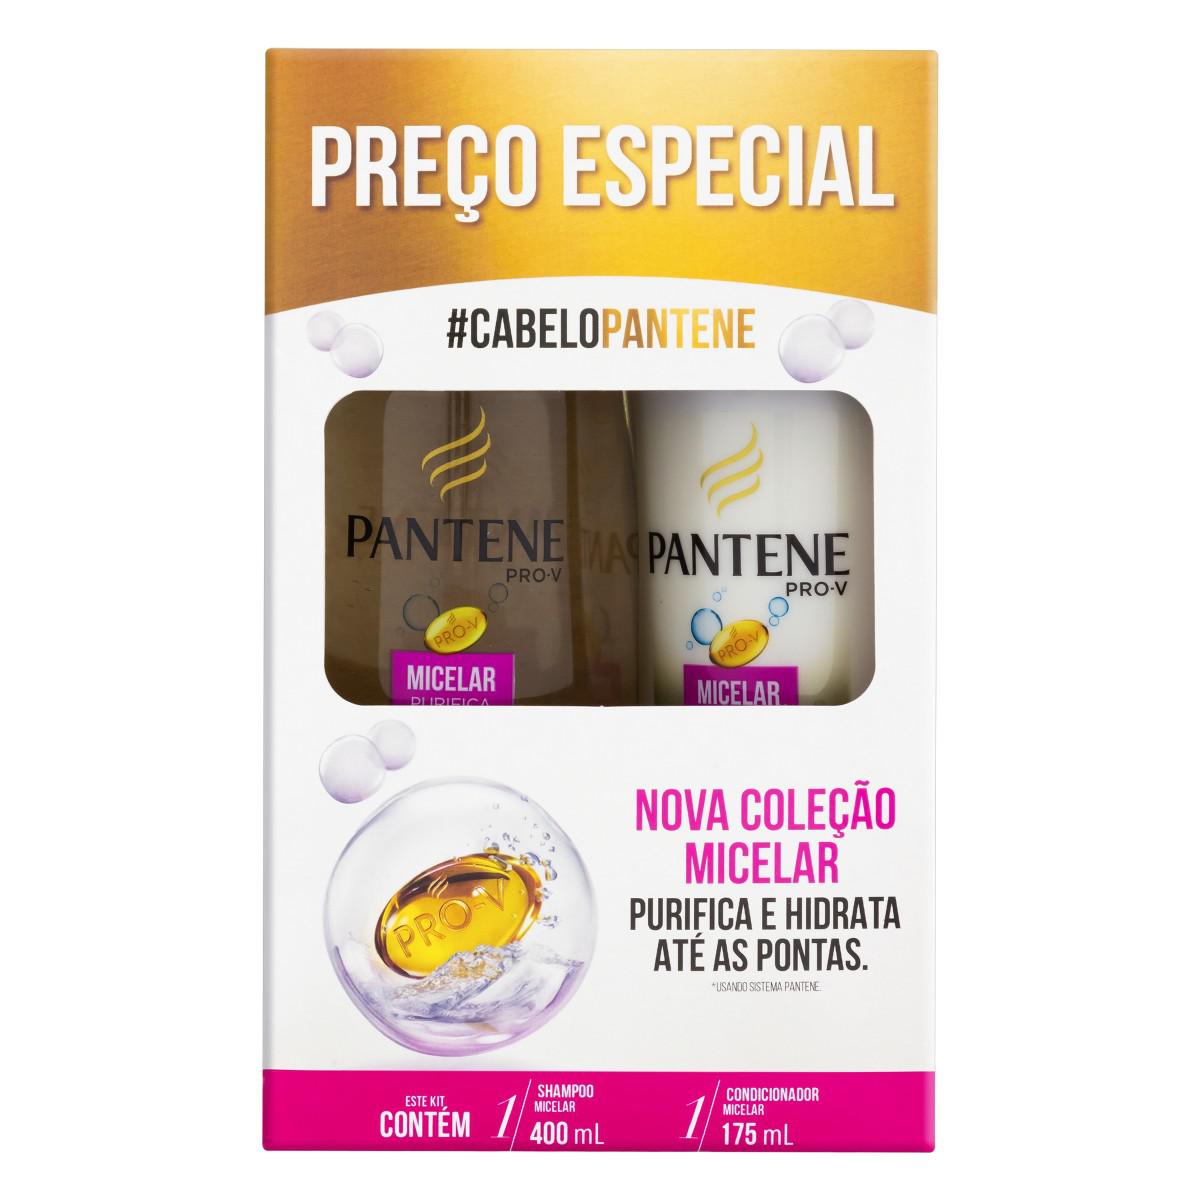 PREÇO ESPECIAL
#CABELOPANTENE
PANTENE
PRO-V
PRO-V
MICELAR
PURIFICA
PANTENE
PRO-V
PRO-V
MICELAR
PRO-V
NOVA COLEÇÃO
MICELAR
PURIFICA E HIDRATA
ATÉ AS PONTAS.
*USANDO SISTEMA PANTENE.
ESTE KIT
CONTÉM
1/ SHAMPOO
MICELAR
400 mL
1/ CONDICIONADOR
MICELAR
175 mL